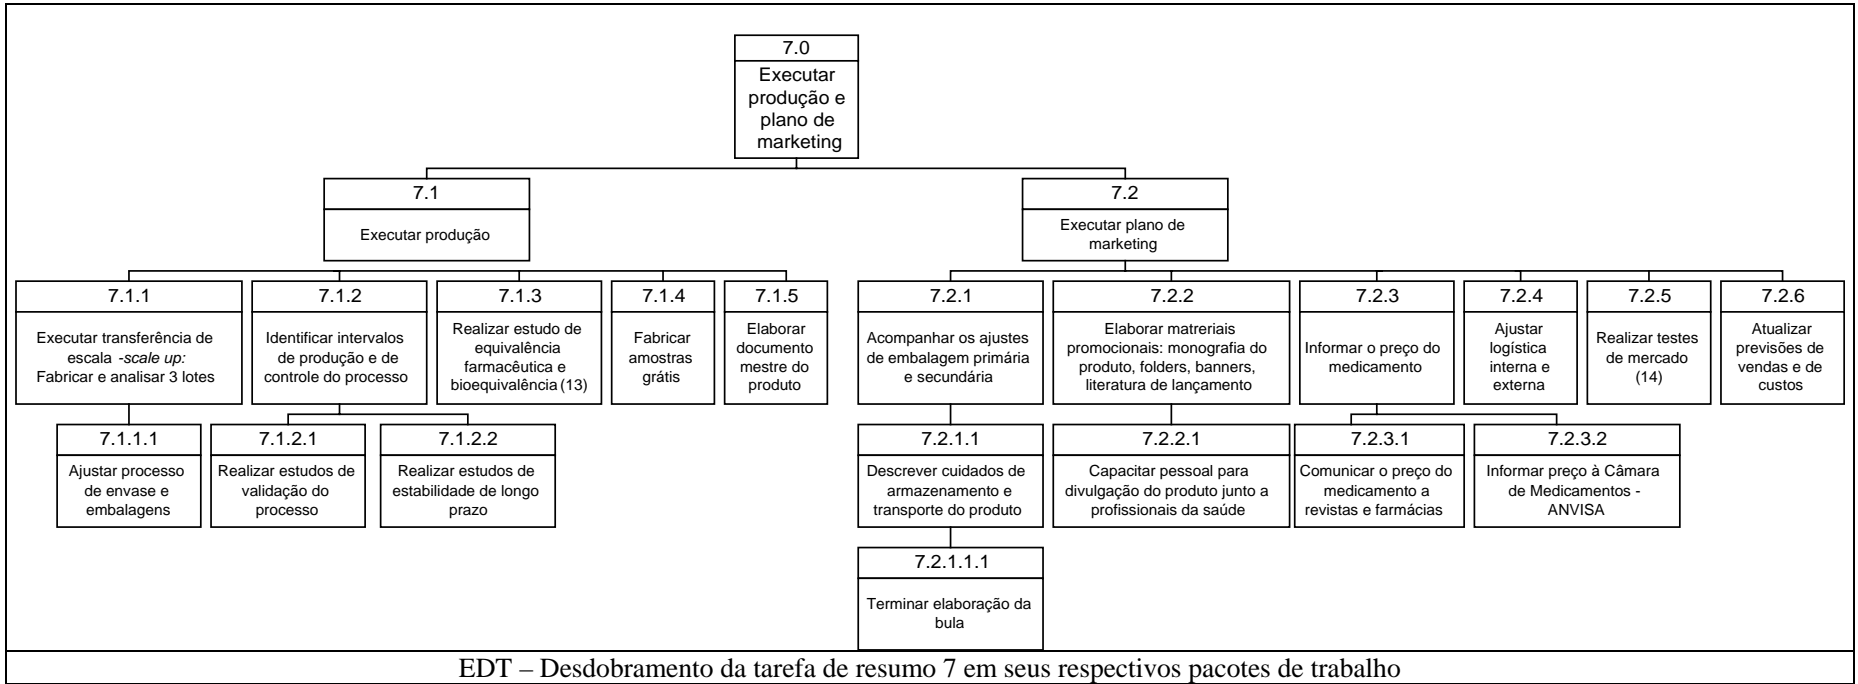 7.0
Executar
produção e
plano de
marketing
7.1
Executar produção
7.2
Executar plano de
marketing
7.1.1
Executar transferência de
escala -scale up:
Fabricar e analisar 3 lotes
7.1.2
Identificar intervalos
de produção e de
controle do processo
7.1.3
Realizar estudo de
equivalência
farmacêutica e
bioequivalência (13)
7.1.4
Fabricar
amostras
grátis
7.1.5
Elaborar
documento
mestre do
produto
7.2.1
Acompanhar os ajustes
de embalagem primária
e secundária
7.2.2
Elaborar matreriais
promocionais: monografia do
produto, folders, banners,
literatura de lançamento
7.2.3
Informar o preço do
medicamento
7.2.4
Ajustar
logística
interna e
externa
7.2.5
Realizar testes
de mercado
(14)
7.2.6
Atualizar
previsões de
vendas e de
custos
7.1.1.1
Ajustar processo
de envase e
embalagens
7.1.2.1
Realizar estudos de
validação do
processo
7.1.2.2
Realizar estudos de
estabilidade de longo
prazo
7.2.1.1
Descrever cuidados de
armazenamento e
transporte do produto
7.2.2.1
Capacitar pessoal para
divulgação do produto junto a
profissionais da saúde
7.2.3.1
Comunicar o preço do
medicamento a
revistas e farmácias
7.2.3.2
Informar preço à Câmara
de Medicamentos -
ANVISA
7.2.1.1.1
Terminar elaboração da
bula
EDT – Desdobramento da tarefa de resumo 7 em seus respectivos pacotes de trabalho